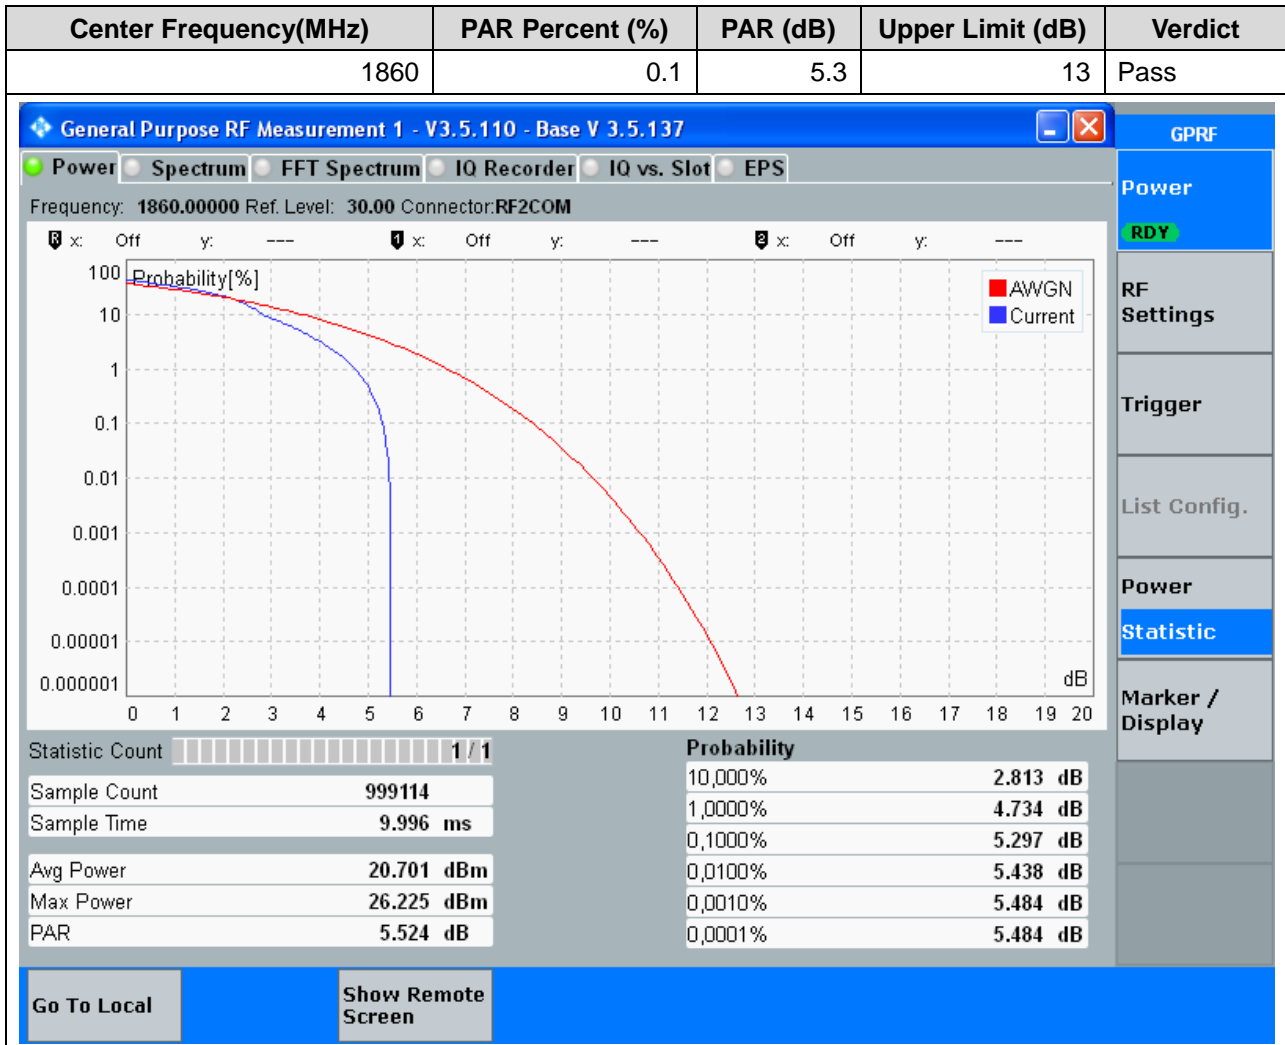 Center Frequency(MHz) PAR Percent (%) PAR (dB) Upper Limit (dB) Verdict
1860 0.1 5.3 13 Pass
General Purpose RF Measurement 1 - V3.5.110 - Base V 3.5.137
GPRF
Power Spectrum FFT Spectrum IQ Recorder IQ vs. Slot EPS
Frequency: 1860.00000 Ref. Level: 30.00 Connector:RF2COM
R x: Off y: --- 1 x: Off y: --- 2 x: Off y: ---
Probability[%]
100
10
1
0.1
0.01
0.001
0.0001
0.00001
0.000001
AWGN
Current
dB
0 1 2 3 4 5 6 7 8 9 10 11 12 13 14 15 16 17 18 19 20
Statistic Count 1 / 1
Sample Count 999114
Sample Time 9.996 ms
Avg Power 20.701 dBm
Max Power 26.225 dBm
PAR 5.524 dB
Probability
10,000% 2.813 dB
1,0000% 4.734 dB
0,1000% 5.297 dB
0,0100% 5.438 dB
0,0010% 5.484 dB
0,0001% 5.484 dB
Power
RDY
RF
Settings
Trigger
List Config.
Power
Statistic
Marker /
Display
Go To Local
Show Remote
Screen